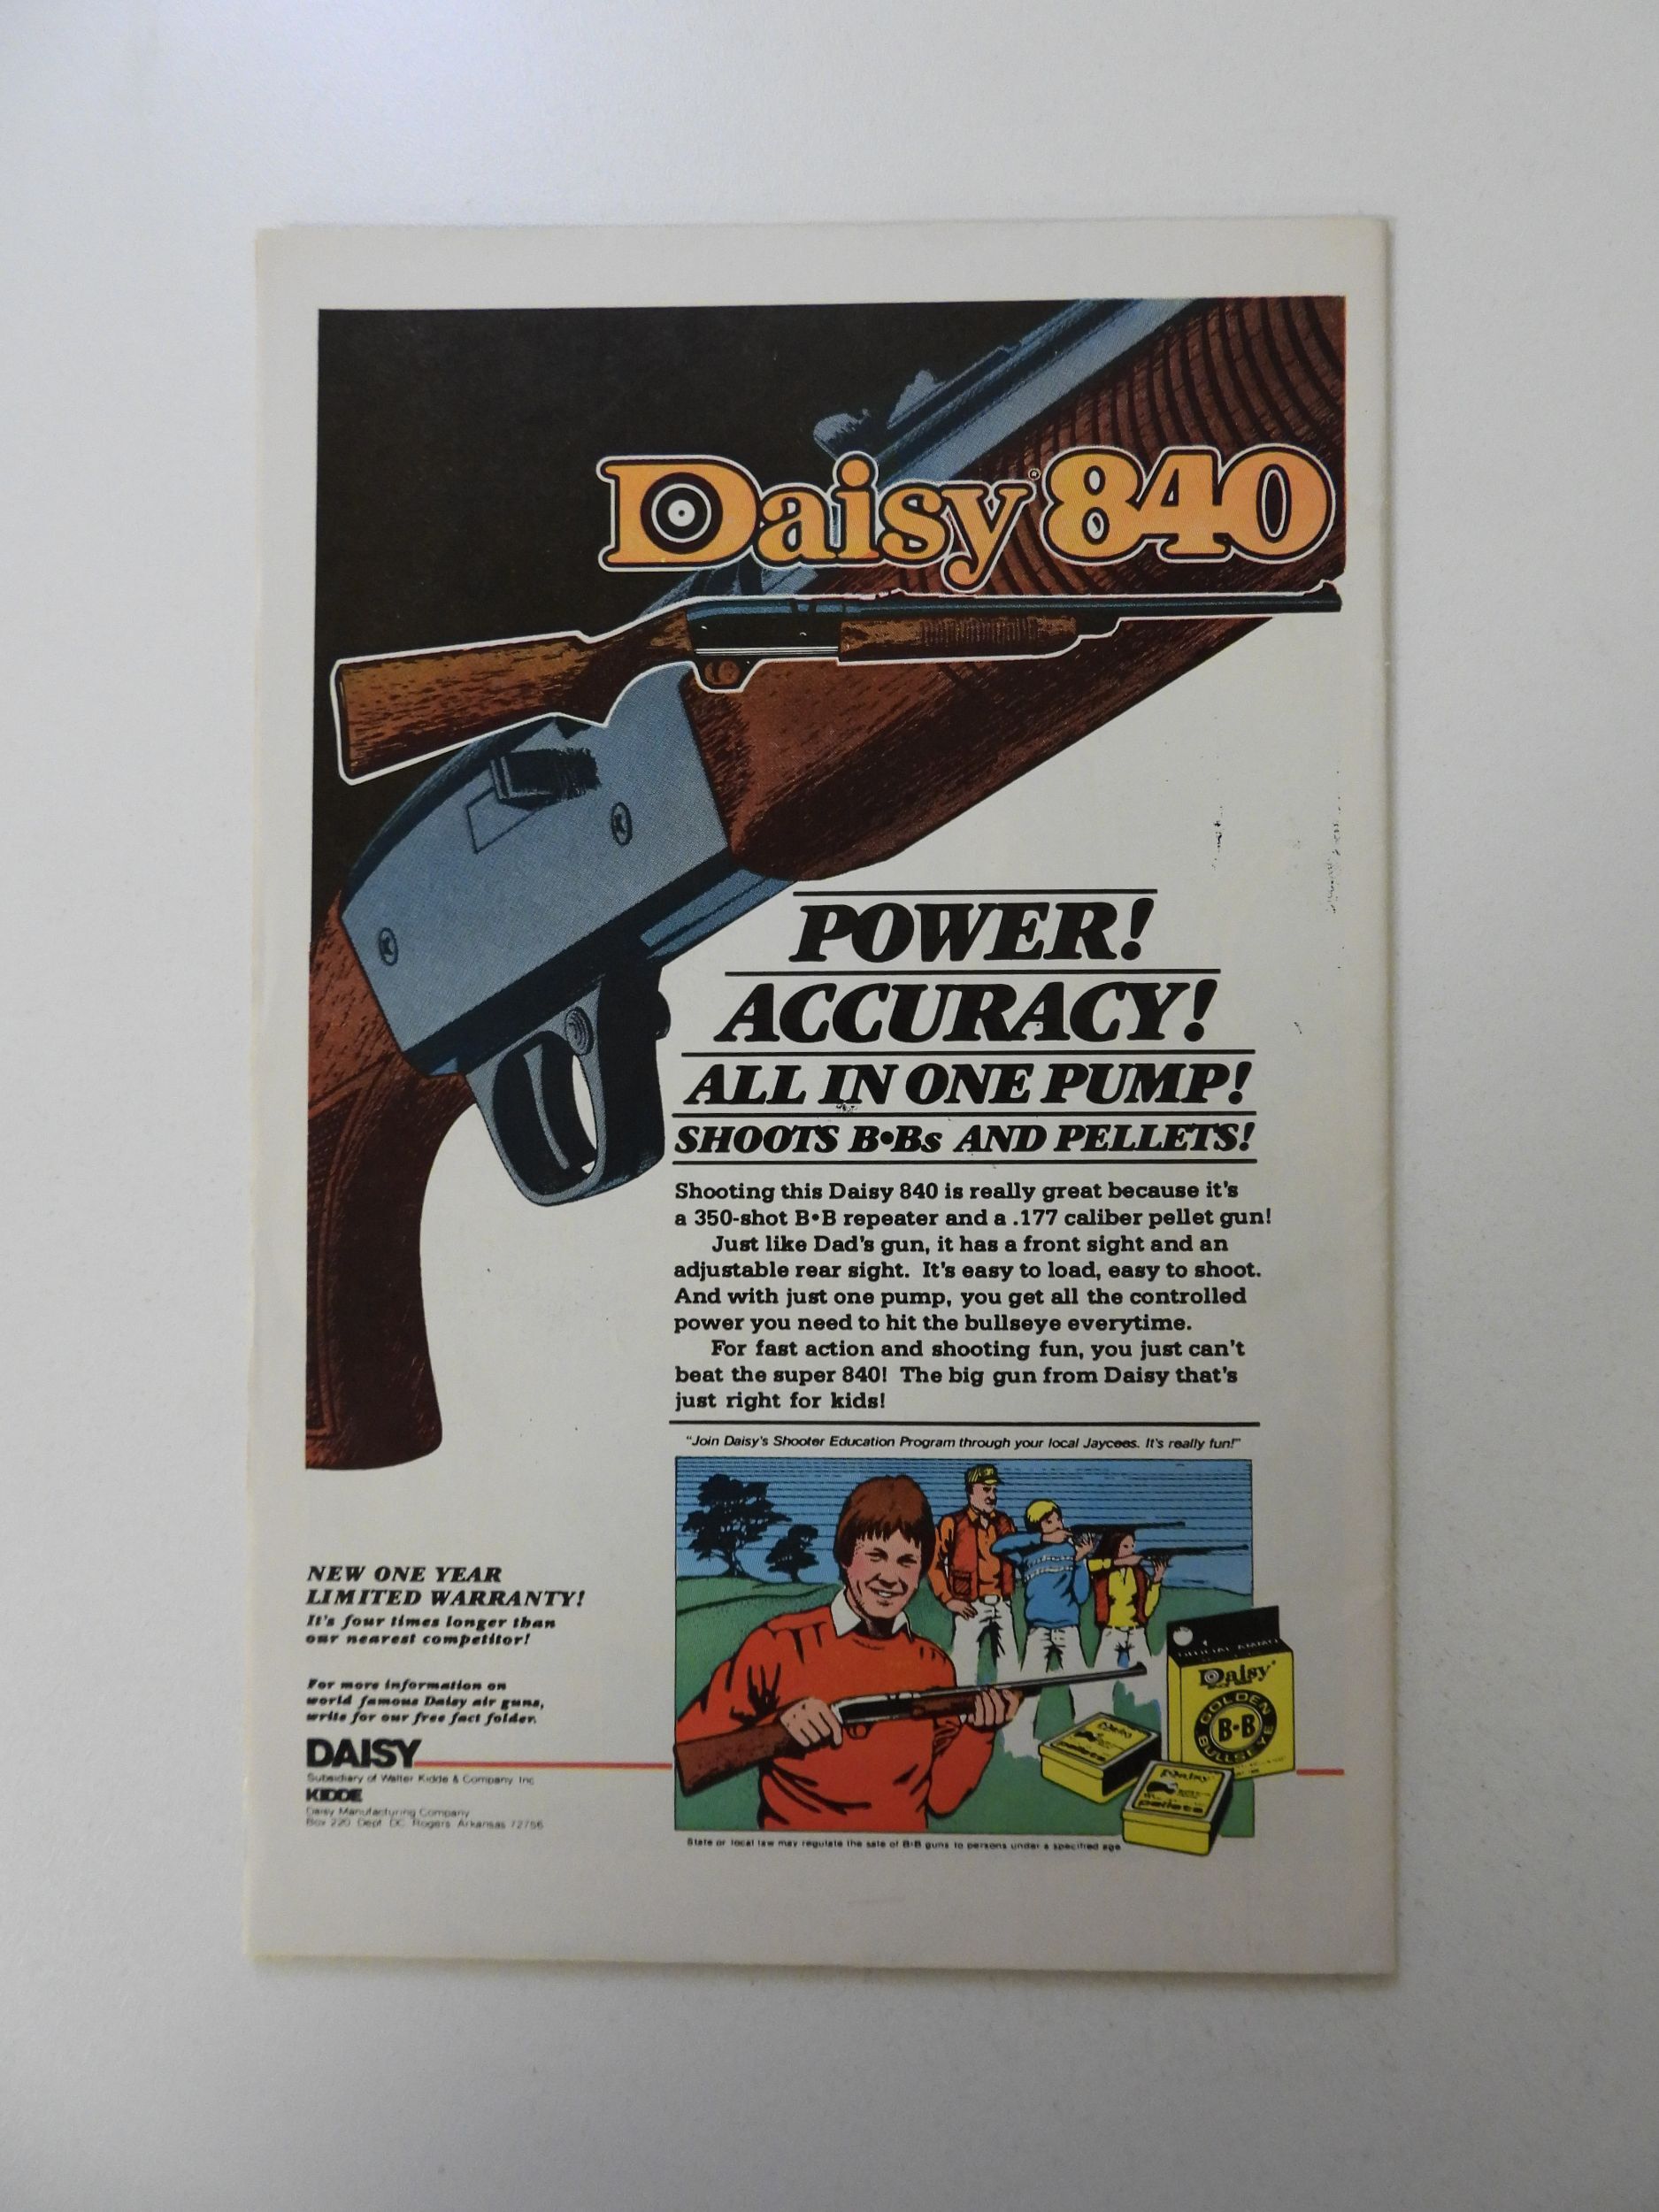 Daisy® 840
POWER!
ACCURACY!
ALL IN ONE PUMP!
SHOOTS B•Bs AND PELLETS!
Shooting this Daisy 840 is really great because it's
a 350-shot B•B repeater and a .177 caliber pellet gun!
Just like Dad's gun, it has a front sight and an
adjustable rear sight. It's easy to load, easy to shoot.
And with just one pump, you get all the controlled
power you need to hit the bullseye everytime.
For fast action and shooting fun, you just can't
beat the super 840! The big gun from Daisy that's
just right for kids!
"Join Daisy's Shooter Education Program through your local Jaycees. It's really fun!"
NEW ONE YEAR
LIMITED WARRANTY!
It's four times longer than
our nearest competitor!
For more information on
world famous Daisy air guns,
write for our free fact folder.
DAISY
Subsidiary of Walter Kidde & Company Inc
KIDDE
Daisy Manufacturing Company
Box 220 Dept DC Rogers Arkansas 72756
Daisy
GOLDEN
B•B
BULLSEYE
pellets
Daisy
pellets
State or local law may regulate the sale of B•B guns to persons under a specified age